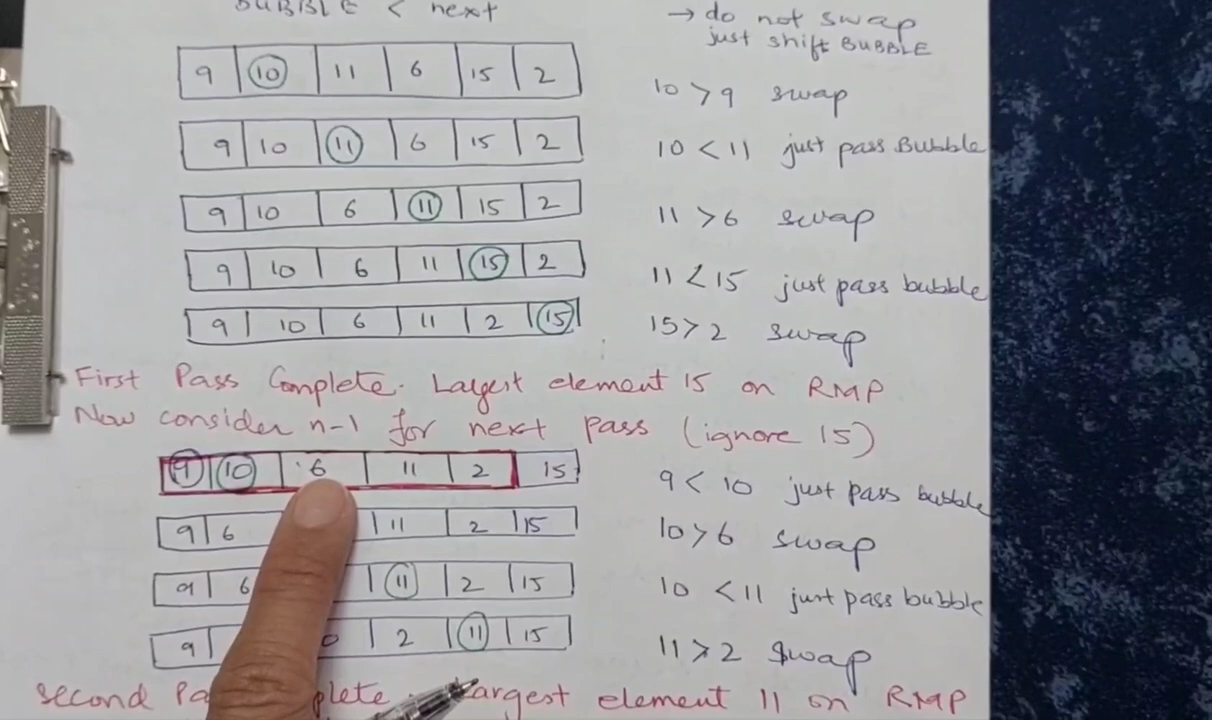 BUBBLE < next
→ do not swap
just shift BUBBLE
9 10 11 6 15 2
10 > 9 swap
9 10 11 6 15 2
10 < 11 just pass Bubble
9 10 6 11 15 2
11 > 6 swap
9 10 6 11 15 2
11 < 15 just pass bubble
9 10 6 11 2 15
15 > 2 swap
First Pass Complete. Largest element 15 on RMP
Now consider n-1 for next pass (ignore 15)
9 10 6 11 2 15
9 < 10 just pass bubble
9 6 11 2 15
10 > 6 swap
9 6 11 2 15
10 < 11 just pass bubble
9 2 11 15
11 > 2 swap
second element 11 on RMP